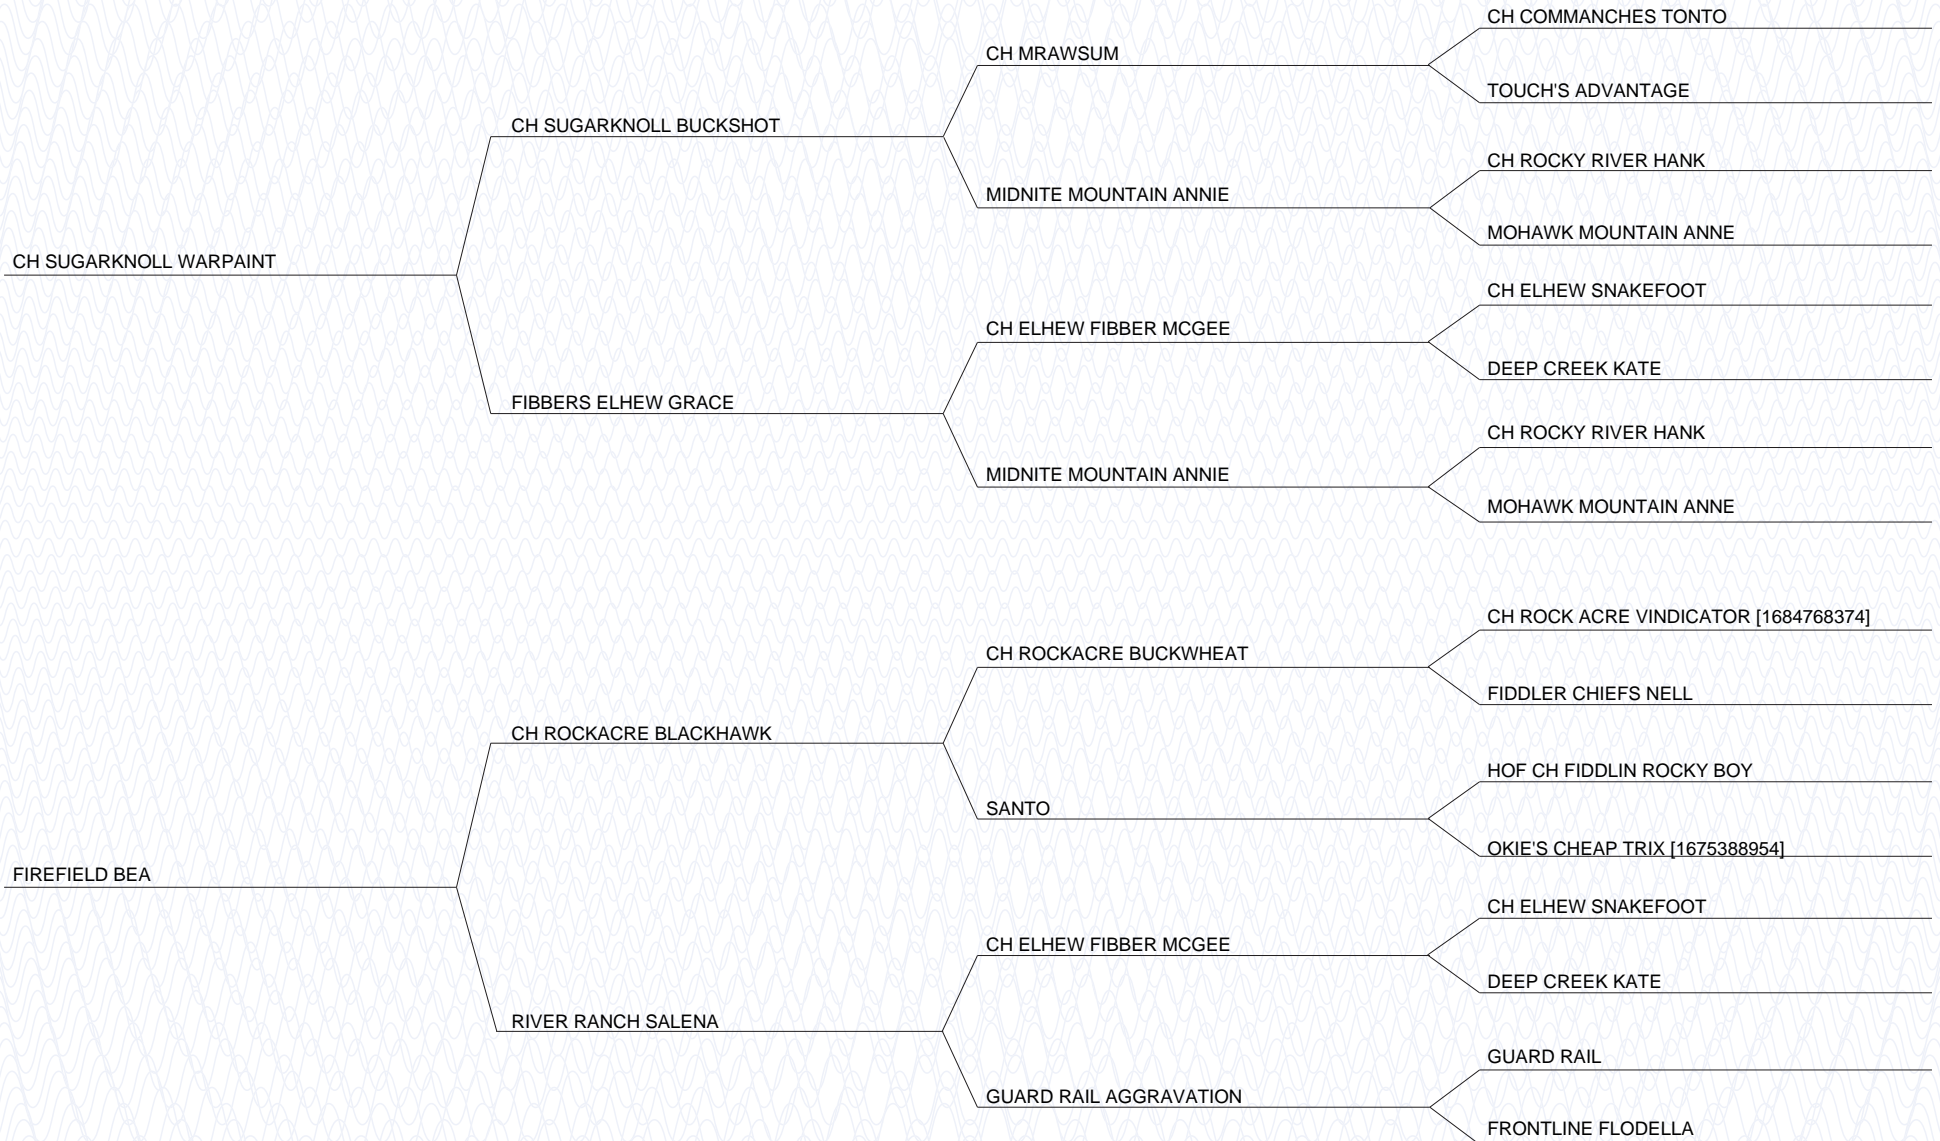 CH COMMANCHES TONTO
CH MRAWSUM
TOUCH'S ADVANTAGE
CH SUGARKNOLL BUCKSHOT
CH ROCKY RIVER HANK
MIDNITE MOUNTAIN ANNIE
MOHAWK MOUNTAIN ANNE
CH SUGARKNOLL WARPAINT
CH ELHEW SNAKEFOOT
CH ELHEW FIBBER MCGEE
DEEP CREEK KATE
FIBBERS ELHEW GRACE
CH ROCKY RIVER HANK
MIDNITE MOUNTAIN ANNIE
MOHAWK MOUNTAIN ANNE
CH ROCK ACRE VINDICATOR [1684768374]
CH ROCKACRE BUCKWHEAT
FIDDLER CHIEFS NELL
CH ROCKACRE BLACKHAWK
HOF CH FIDDLIN ROCKY BOY
SANTO
OKIE'S CHEAP TRIX [1675388954]
FIREFIELD BEA
CH ELHEW SNAKEFOOT
CH ELHEW FIBBER MCGEE
DEEP CREEK KATE
RIVER RANCH SALENA
GUARD RAIL
GUARD RAIL AGGRAVATION
FRONTLINE FLODELLA